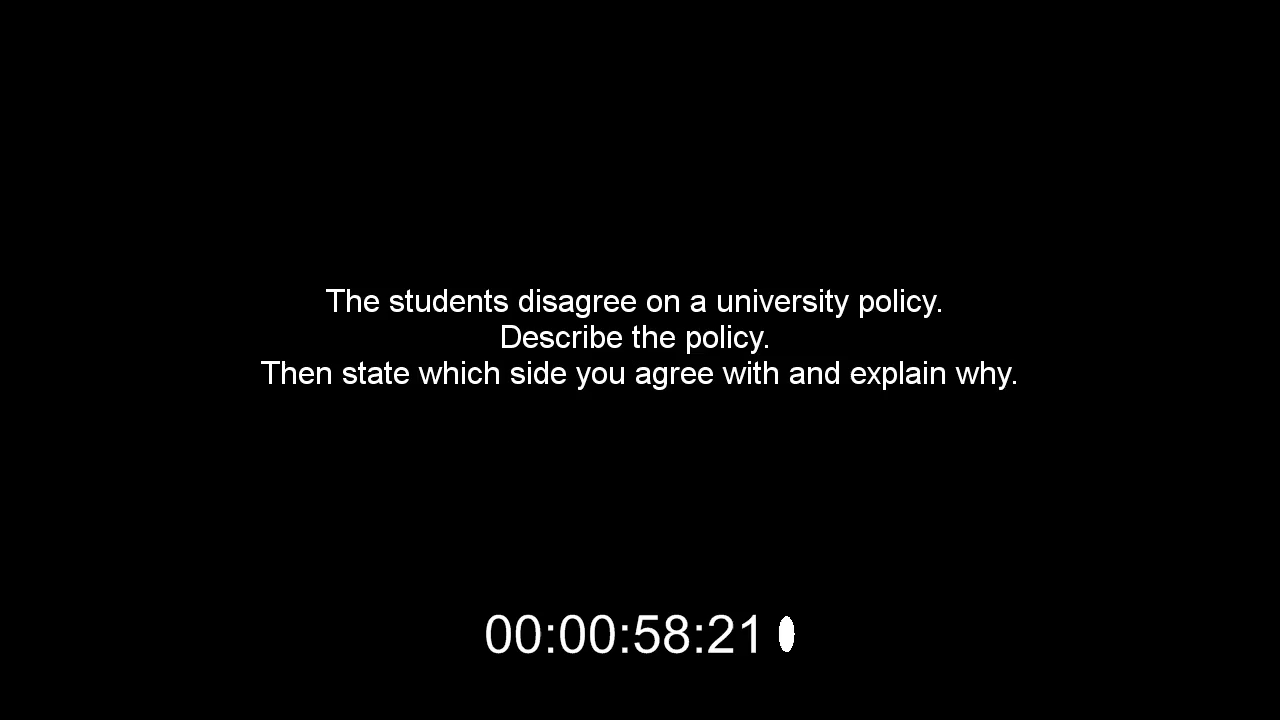 The students disagree on a university policy.
Describe the policy.
Then state which side you agree with and explain why.
00:00:58:21